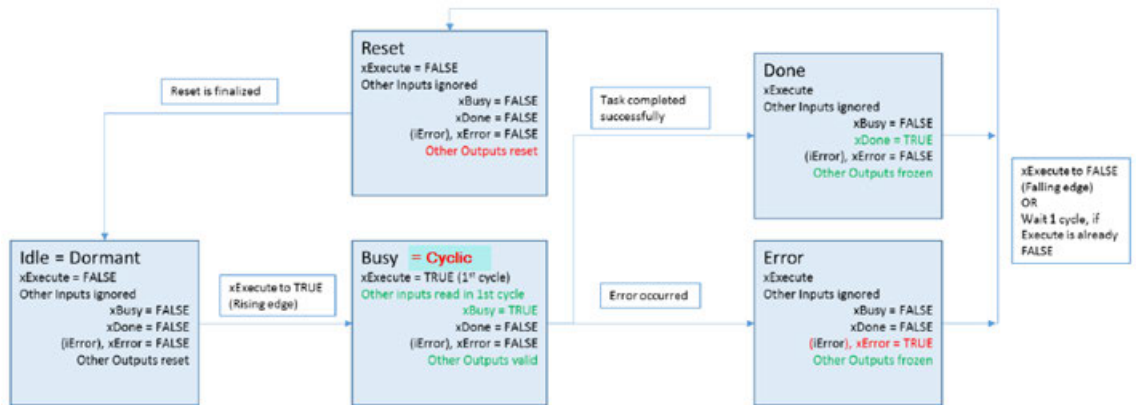 Reset
xExecute = FALSE
Other Inputs ignored
xBusy = FALSE
xDone = FALSE
(iError), xError = FALSE
Other Outputs reset
Reset is finalized
Task completed
successfully
Done
xExecute
Other Inputs ignored
xBusy = FALSE
xDone = TRUE
(iError), xError = FALSE
Other Outputs frozen
xExecute to FALSE
(Falling edge)
OR
Wait 1 cycle, if
Execute is already
FALSE
Idle = Dormant
xExecute = FALSE
Other Inputs ignored
xBusy = FALSE
xDone = FALSE
(iError), xError = FALSE
Other Outputs reset
xExecute to TRUE
(Rising edge)
Busy = Cyclic
xExecute = TRUE (1st cycle)
Other inputs read in 1st cycle
xBusy = TRUE
xDone = FALSE
(iError), xError = FALSE
Other Outputs valid
Error occurred
Error
xExecute
Other Inputs ignored
xBusy = FALSE
xDone = FALSE
(iError), xError = TRUE
Other Outputs frozen